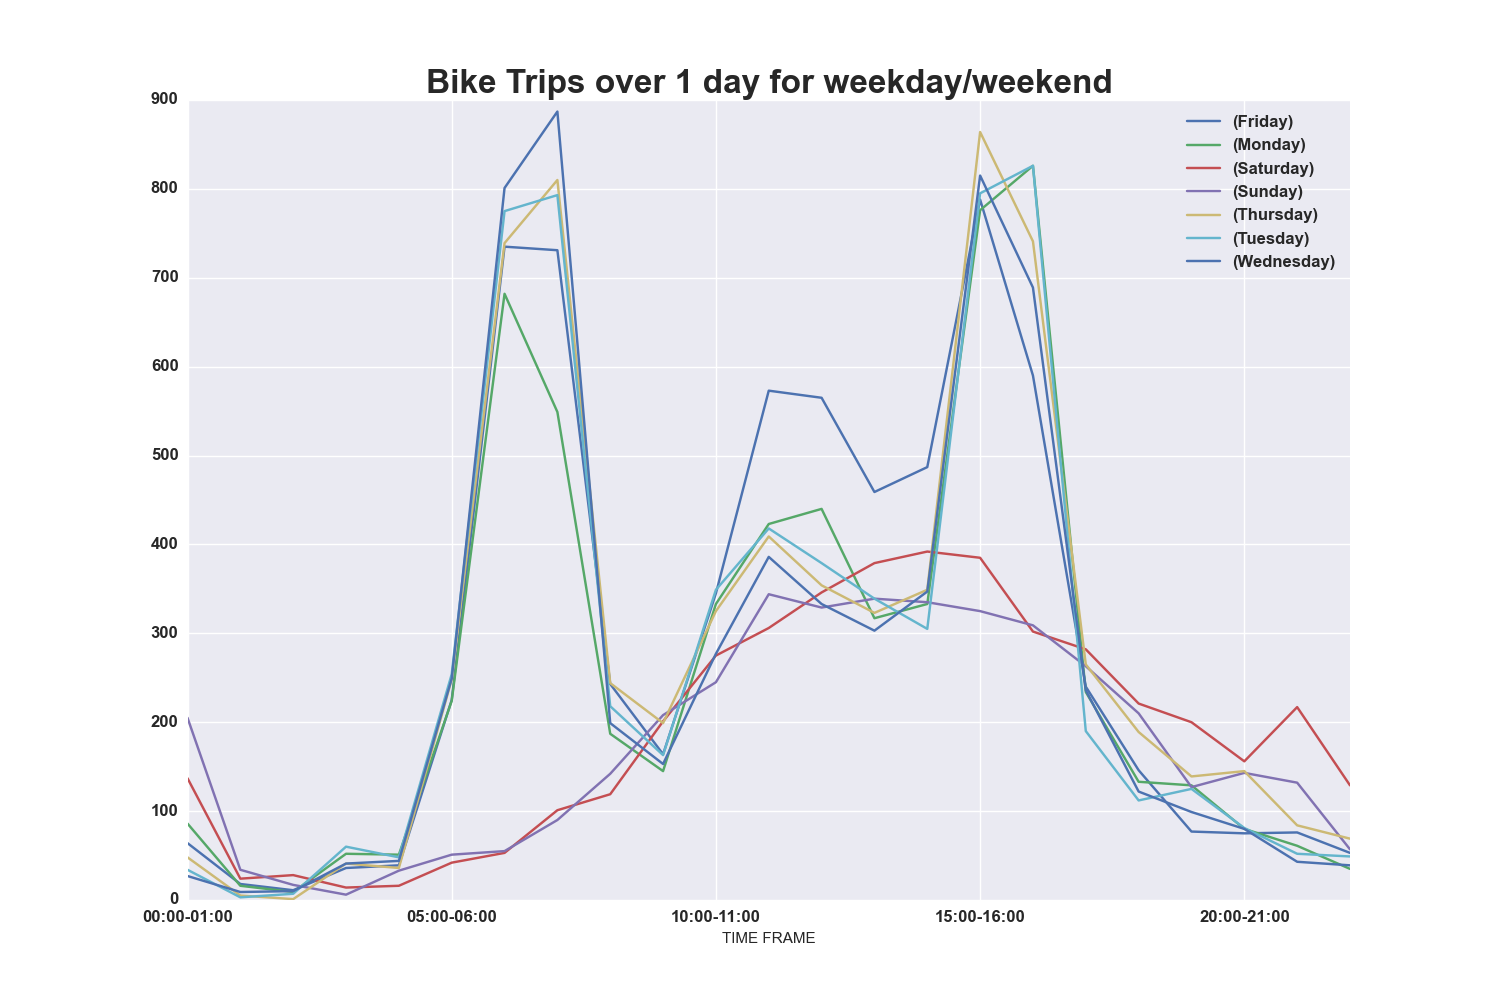 Bike Trips over 1 day for weekday/weekend
900
800
700
600
500
400
300
200
100
0
(Friday)
(Monday)
(Saturday)
(Sunday)
(Thursday)
(Tuesday)
(Wednesday)
00:00-01:00 05:00-06:00 10:00-11:00 15:00-16:00 20:00-21:00
TIME FRAME